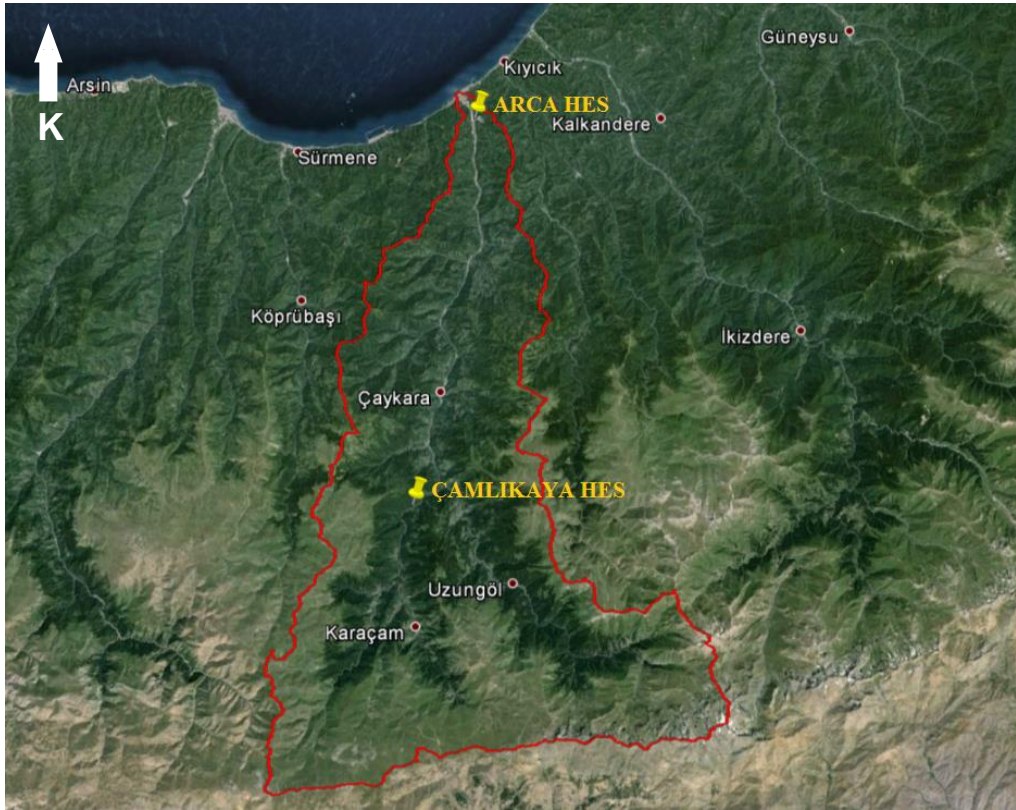 Güneysu
Kıyıcık
Arsin
ARCA HES
K
Kalkandere
Sürmene
Köprübaşı
İkizdere
Çaykara
ÇAMLIKAYA HES
Uzungöl
Karaçam